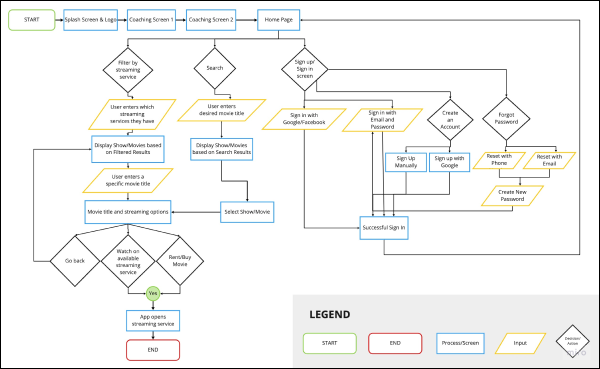 START
Splash Screen & Logo
Coaching Screen 1
Coaching Screen 2
Home Page
Filter by
streaming
service
Search
Sign up/
Sign in
screen
User enters which
streaming
services they have
User enters
desired movie title
Sign in with
Google/Facebook
Sign in with
Email and
Password
Create
an
Account
Forgot
Password
Display Show/Movies
based on
Filtered Results
Display Show/Movies
based on Search Results
Sign Up
Manually
Sign up with
Google
Reset with
Phone
Reset with
Email
User enters a
specific movie title
Create New
Password
Movie title and streaming options
Select Show/Movie
Successful Sign In
Go back
Watch on
available
streaming
service
Rent/Buy
Movie
Yes
App opens
streaming service
END
LEGEND
START
END
Process/Screen
Input
Decision/
Action